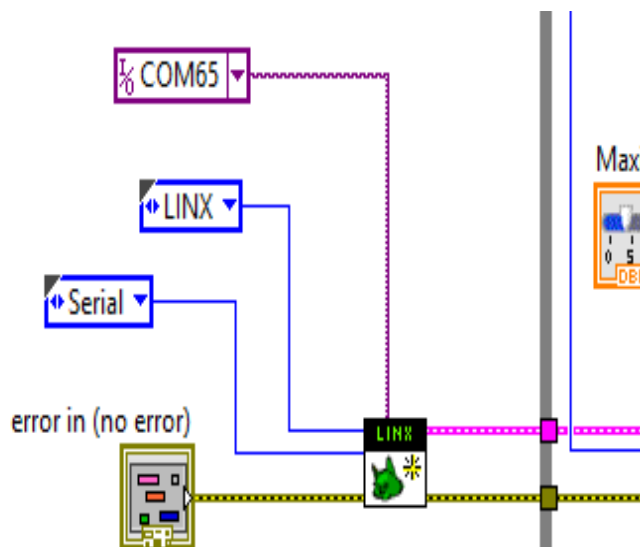 I/O COM65
LINX
Maxi
0 5
DBL
Serial
error in (no error)
LINX